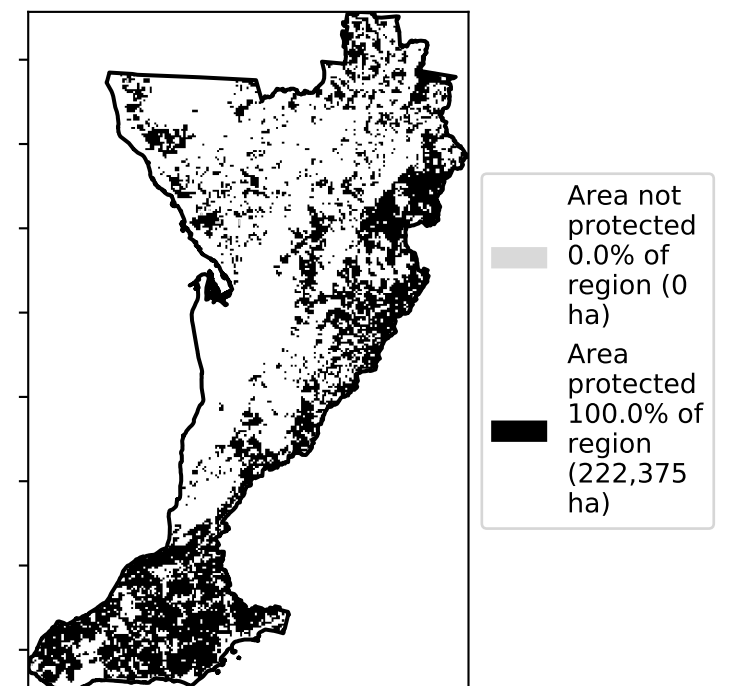 Area not
protected
0.0% of
region (0
ha)
Area
protected
100.0% of
region
(222,375
ha)